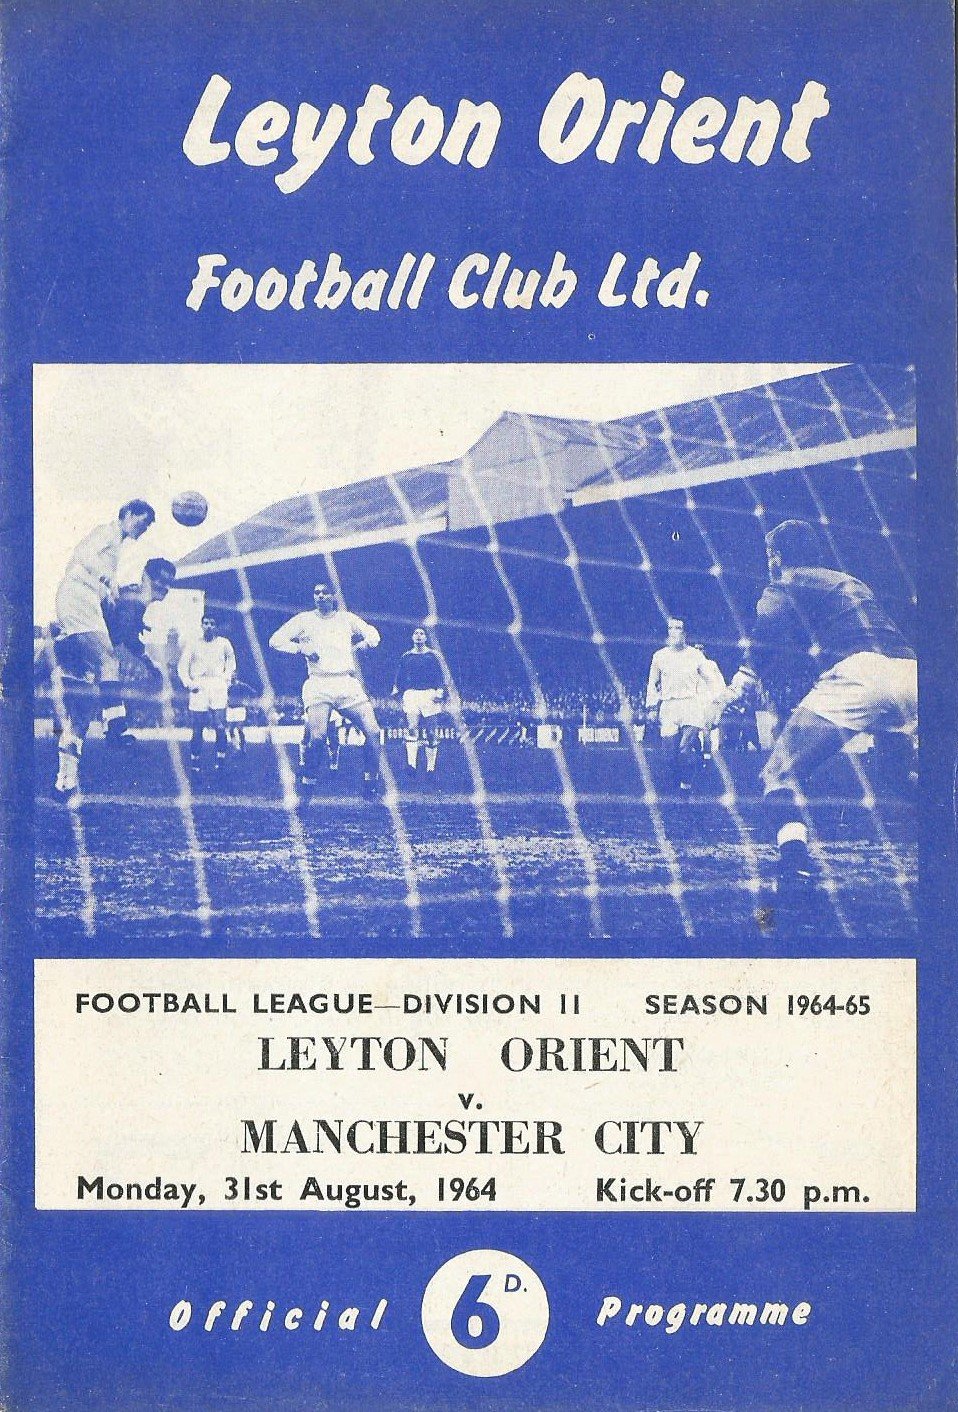 Leyton Orient
Football Club Ltd.
FOOTBALL LEAGUE—DIVISION II SEASON 1964-65
LEYTON ORIENT
v.
MANCHESTER CITY
Monday, 31st August, 1964 Kick-off 7.30 p.m.
Official 6D. Programme